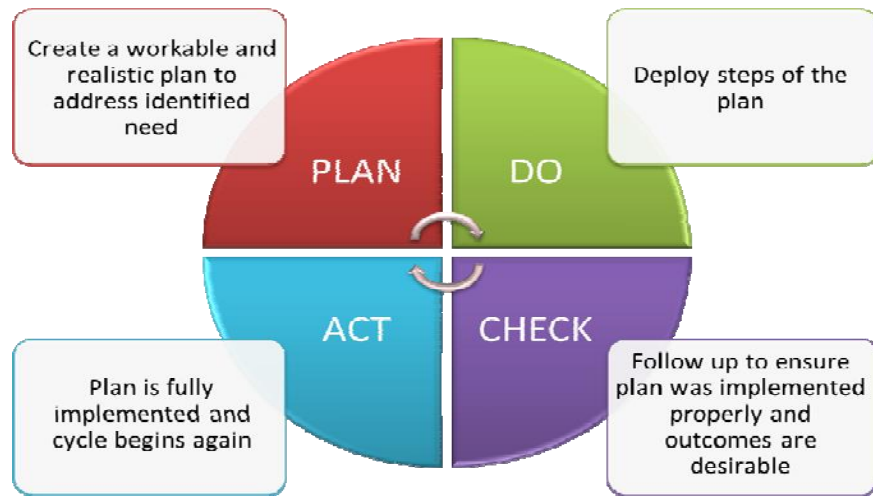 Create a workable and
realistic plan to
address identified
need
PLAN
DO
Deploy steps of the
plan
ACT
Plan is fully
implemented and
cycle begins again
CHECK
Follow up to ensure
plan was implemented
properly and
outcomes are
desirable